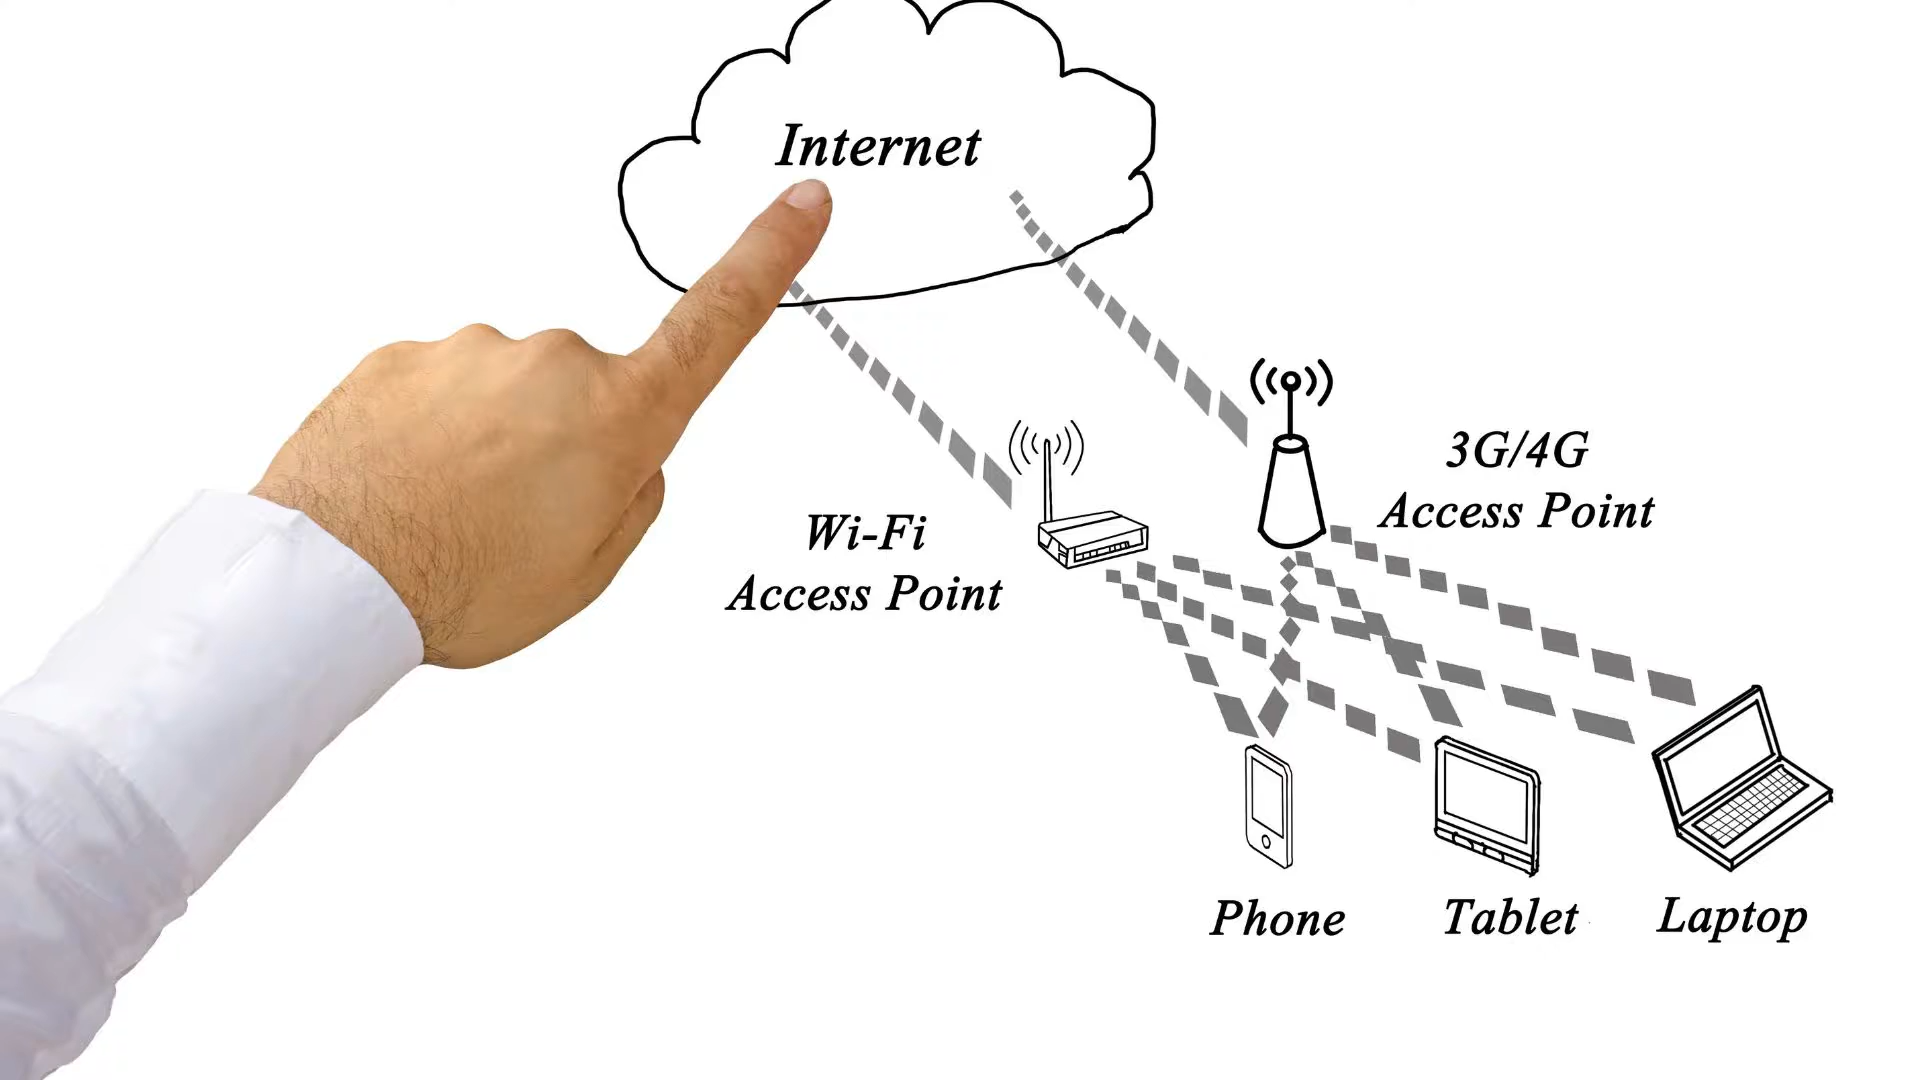 Internet
3G/4G
Access Point
Wi-Fi
Access Point
Phone
Tablet
Laptop